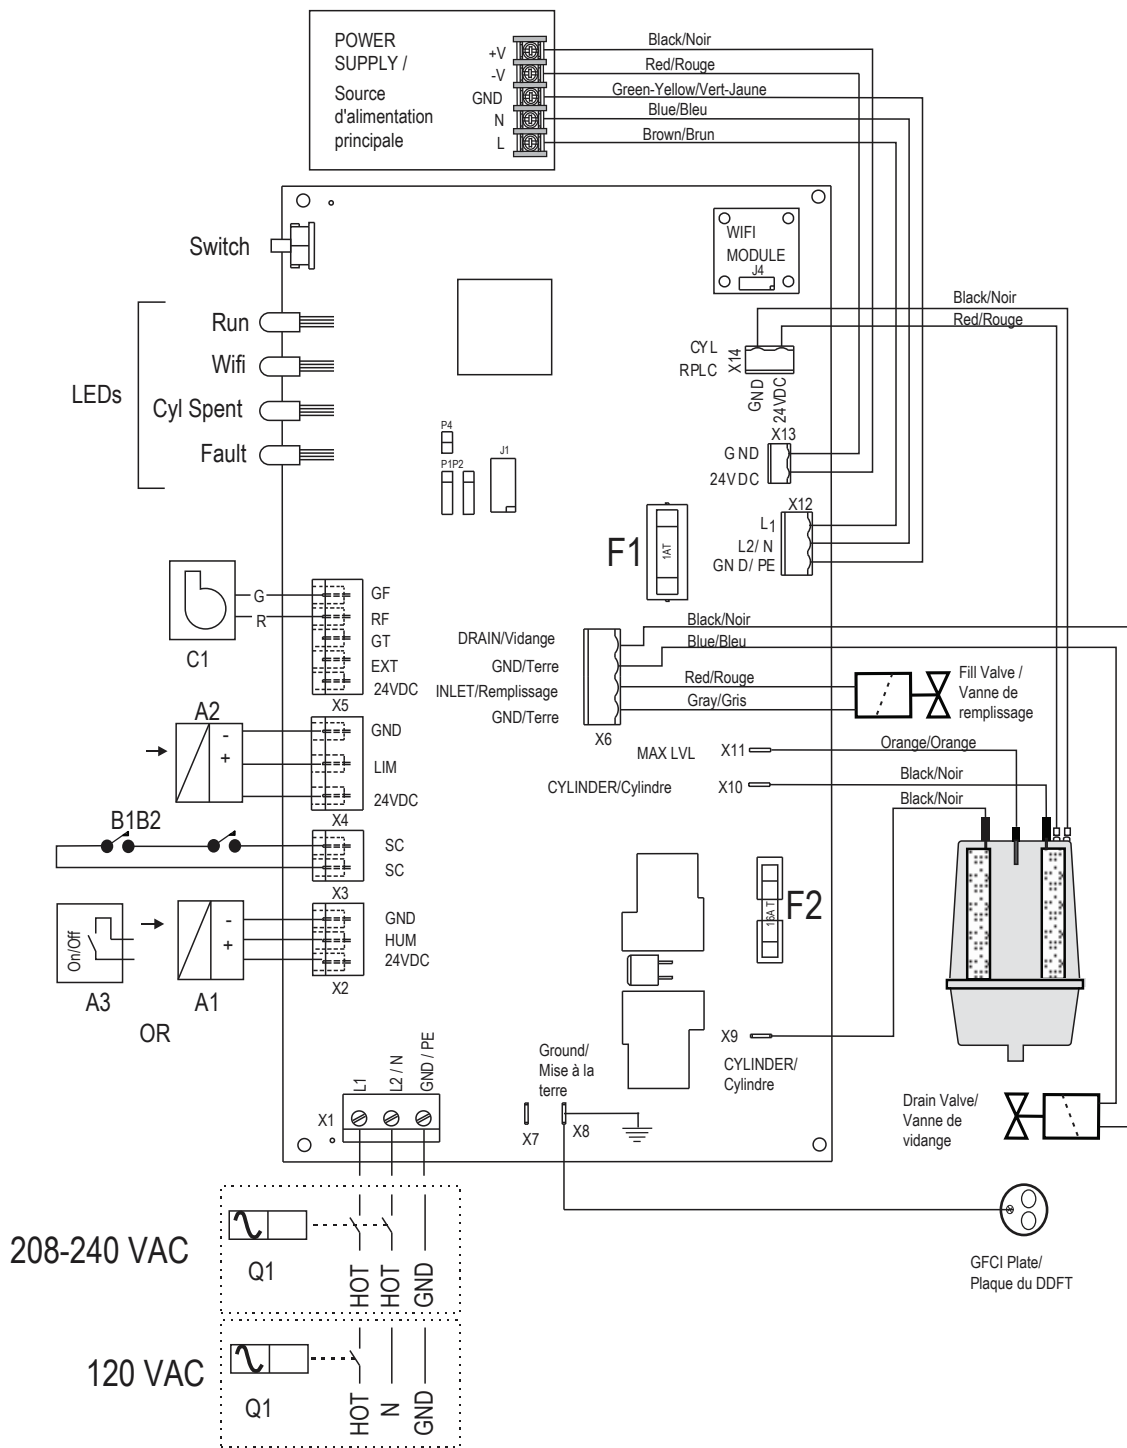 POWER
SUPPLY /
Source
d'alimentation
principale
+V
-V
GND
N
L
Black/Noir
Red/Rouge
Green-Yellow/Vert-Jaune
Blue/Bleu
Brown/Brun
Switch
LEDs
Run
Wifi
Cyl Spent
Fault
WIFI
MODULE
J4
Black/Noir
Red/Rouge
CYL
RPLC
X14
GND
24VDC
X13
GND
24VDC
X12
L1
L2/ N
GND/ PE
P4
P1P2
J1
F1
1AT
C1
G
R
GF
RF
GT
EXT
24VDC
X5
A2
-
+
GND
LIM
24VDC
X4
B1B2
SC
SC
X3
On/Off
A3
OR
A1
-
+
GND
HUM
24VDC
X2
DRAIN/Vidange
GND/Terre
INLET/Remplissage
GND/Terre
X6
Black/Noir
Blue/Bleu
Red/Rouge
Gray/Gris
Fill Valve /
Vanne de
remplissage
MAX LVL
X11
Orange/Orange
CYLINDER/Cylindre
X10
Black/Noir
Black/Noir
F2
X9
CYLINDER/
Cylindre
Ground/
Mise à la
terre
X7
X8
L1
L2 / N
GND / PE
X1
Drain Valve/
Vanne de
vidange
GFCI Plate/
Plaque du DDFT
208-240 VAC
Q1
HOT
HOT
GND
120 VAC
Q1
HOT
N
GND